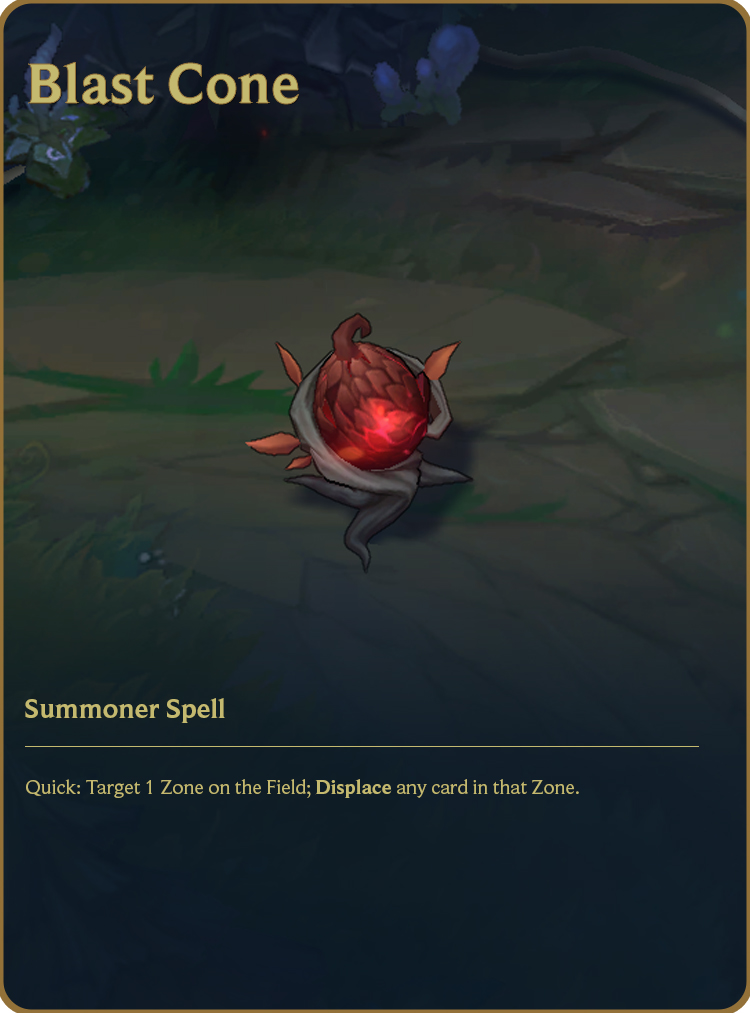 Blast Cone
Summoner Spell
Quick: Target 1 Zone on the Field; Displace any card in that Zone.